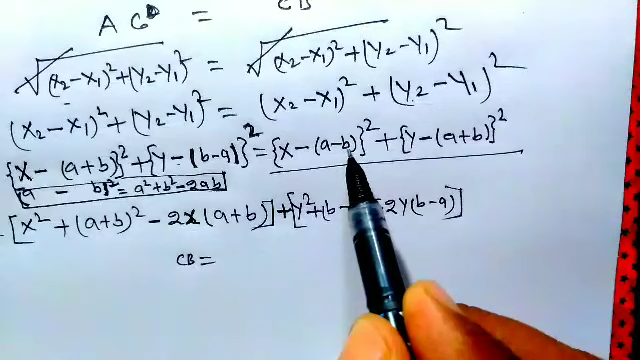 AC = CB
√(x₂-x₁)²+(y₂-y₁)² = √(x₂-x₁)²+(y₂-y₁)²
(x₂-x₁)²+(y₂-y₁)² = (x₂-x₁)²+(y₂-y₁)²
{x-(a+b)}²+{y-(b-a)}² = {x-(a-b)}²+{y-(a+b)}²
(a - b)² = a²+b²-2ab
[x²+(a+b)²-2x(a+b)]+[y²+(b- -2y(b-a)]
CB =